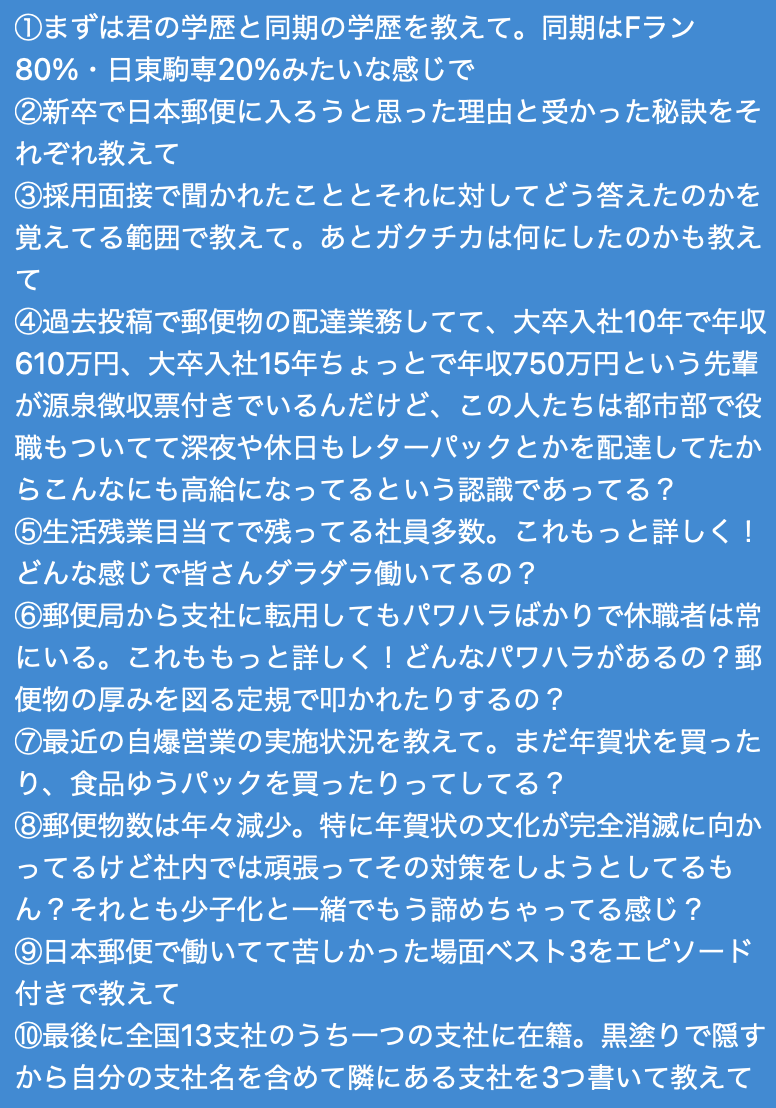 ①まずは君の学歴と同期の学歴を教えて。同期はFラン
80%・日東駒専20%みたいな感じで
②新卒で日本郵便に入ろうと思った理由と受かった秘訣をそ
れぞれ教えて
③採用面接で聞かれたこととそれに対してどう答えたのかを
覚えてる範囲で教えて。あとガクチカは何にしたのかも教え
て
④過去投稿で郵便物の配達業務してて、大卒入社10年で年収
610万円、大卒入社15年ちょっとで年収750万円という先輩
が源泉徴収票付きでいるんだけど、この人たちは都市部で役
職もついてて深夜や休日もレターパックとかを配達してたか
らこんなにも高給になってるという認識であってる？
⑤生活残業目当てで残ってる社員多数。これもっと詳しく！
どんな感じで皆さんダラダラ働いてるの？
⑥郵便局から支社に転用してもパワハラばかりで休職者は常
にいる。これももっと詳しく！どんなパワハラがあるの？郵
便物の厚みを図る定規で叩かれたりするの？
⑦最近の自爆営業の実施状況を教えて。まだ年賀状を買った
り、食品ゆうパックを買ったりってしてる？
⑧郵便物数は年々減少。特に年賀状の文化が完全消滅に向か
ってるけど社内では頑張ってその対策をしようとしてるも
ん？それとも少子化と一緒でもう諦めちゃってる感じ？
⑨日本郵便で働いてて苦しかった場面ベスト3をエピソード
付きで教えて
⑩最後に全国13支社のうち一つの支社に在籍。黒塗りで隠す
から自分の支社名を含めて隣にある支社を3つ書いて教えて